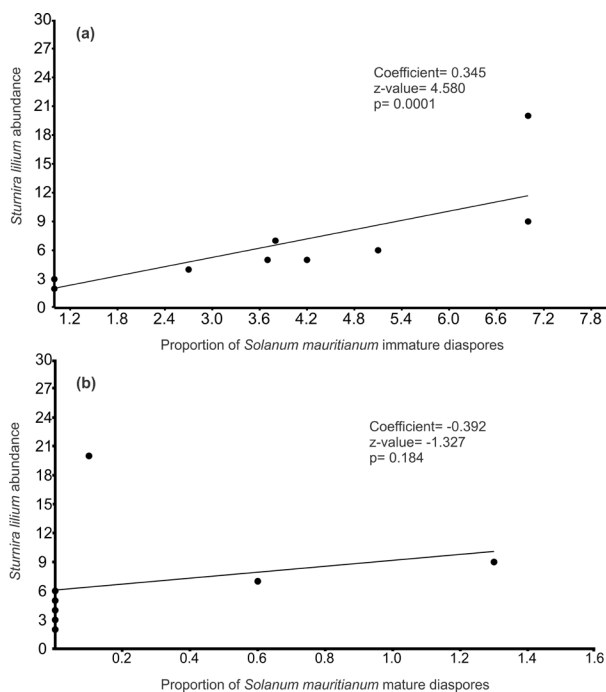 (a)
Coefficient= 0.345
z-value= 4.580
p= 0.0001
Sturnira lilium abundance
30
27
24
21
18
15
12
9
6
3
0
1.2 1.8 2.4 3.0 3.6 4.2 4.8 5.4 6.0 6.6 7.2 7.8
Proportion of Solanum mauritianum immature diaspores
(b)
Coefficient= -0.392
z-value= -1.327
p= 0.184
Sturnira lilium abundance
30
27
24
21
18
15
12
9
6
3
0
0.2 0.4 0.6 0.8 1.0 1.2 1.4 1.6
Proportion of Solanum mauritianum mature diaspores